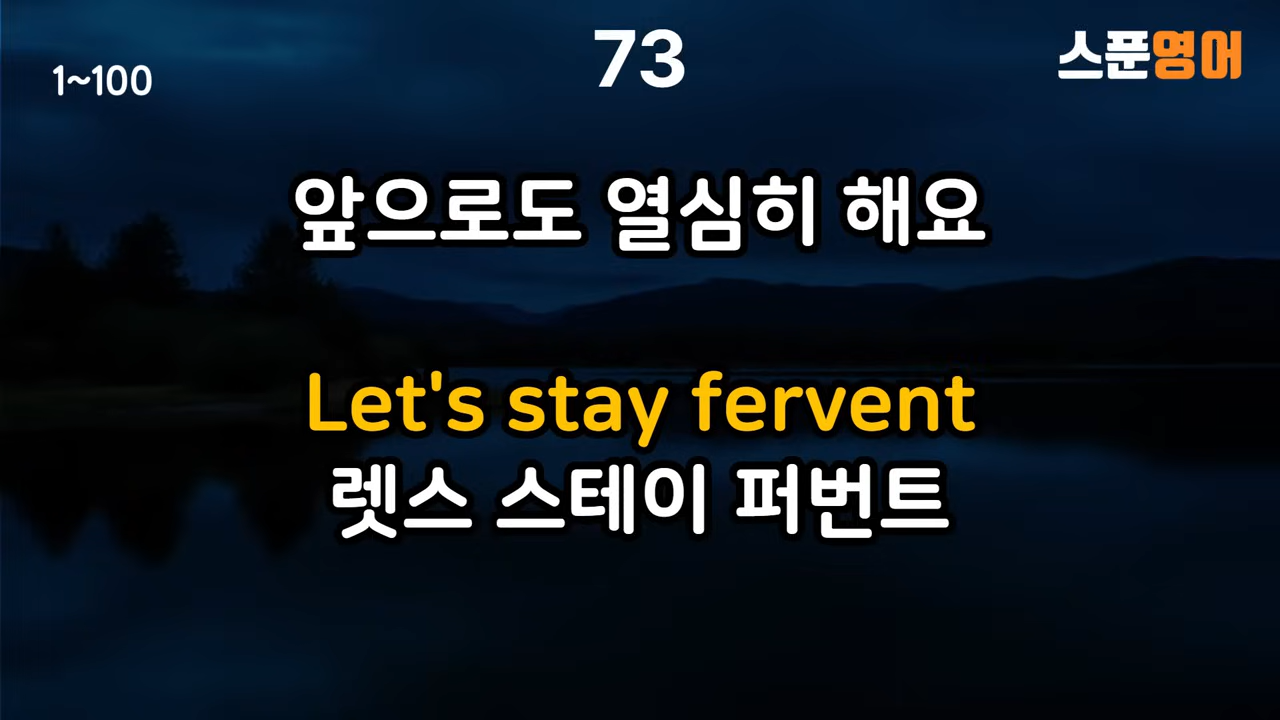 1~100
73
스푼영어
앞으로도 열심히 해요
Let's stay fervent
렛스 스테이 퍼번트